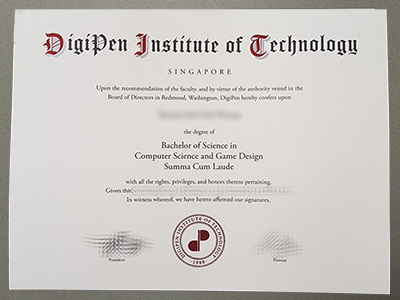 DigiPen Institute of Technology
SINGAPORE
Upon the recommendation of the faculty, and by virtue of the authority vested in the
Board of Directors in Redmond, Washington, DigiPen hereby confers upon
the degree of
Bachelor of Science in
Computer Science and Game Design
Summa Cum Laude
with all the rights, privileges, and honors thereto pertaining.
Given this
In witness whereof, we have hereto affirmed our signatures.
DIGIPEN INSTITUTE OF TECHNOLOGY
1988
President
Provost